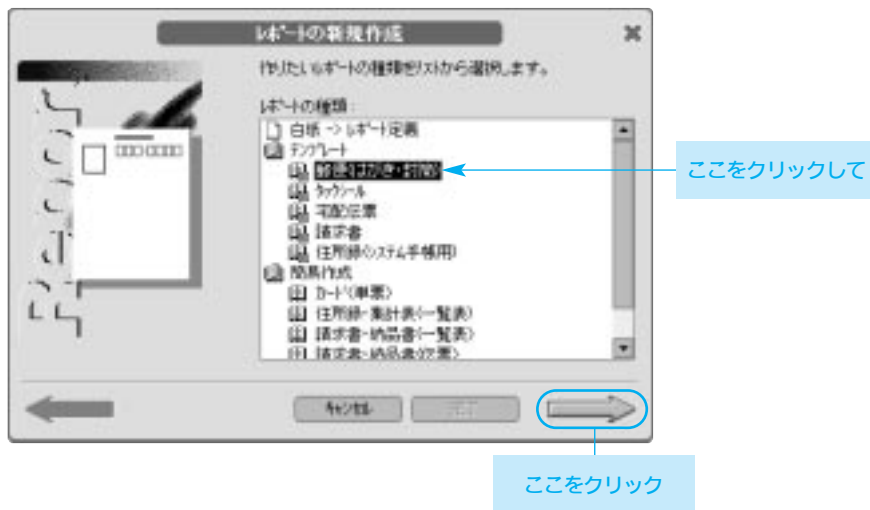 レポートの新規作成
作りたいレポートの種類をリストから選択します。
レポートの種類:
白紙 -> レポート定義
テンプレート
郵便(はがき・封筒)
ここをクリックして
タックシール
宅配伝票
請求書
住所録(システム手帳用)
簡易作成
カード(単票)
住所録・集計表(一覧表)
請求書・納品書(一覧表)
請求書・納品書(伝票)
キャンセル
完了
ここをクリック